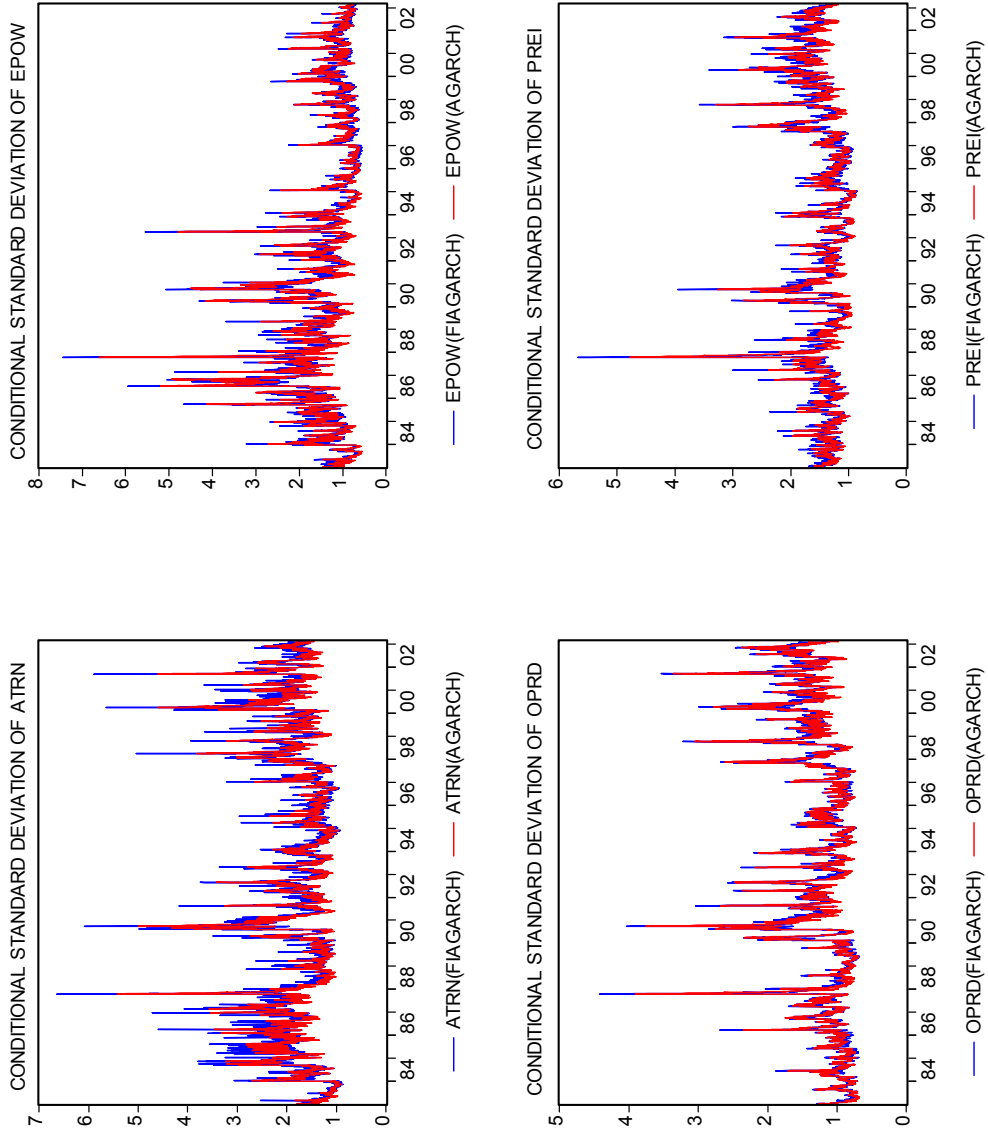 CONDITIONAL STANDARD DEVIATION OF ATRN
7
6
5
4
3
2
1
0
84 86 88 90 92 94 96 98 00 02
ATRN(FIAGARCH) ATRN(AGARCH)
CONDITIONAL STANDARD DEVIATION OF EPOW
8
7
6
5
4
3
2
1
0
84 86 88 90 92 94 96 98 00 02
EPOW(FIAGARCH) EPOW(AGARCH)
CONDITIONAL STANDARD DEVIATION OF OPRD
5
4
3
2
1
0
84 86 88 90 92 94 96 98 00 02
OPRD(FIAGARCH) OPRD(AGARCH)
CONDITIONAL STANDARD DEVIATION OF PREI
6
5
4
3
2
1
0
84 86 88 90 92 94 96 98 00 02
PREI(FIAGARCH) PREI(AGARCH)